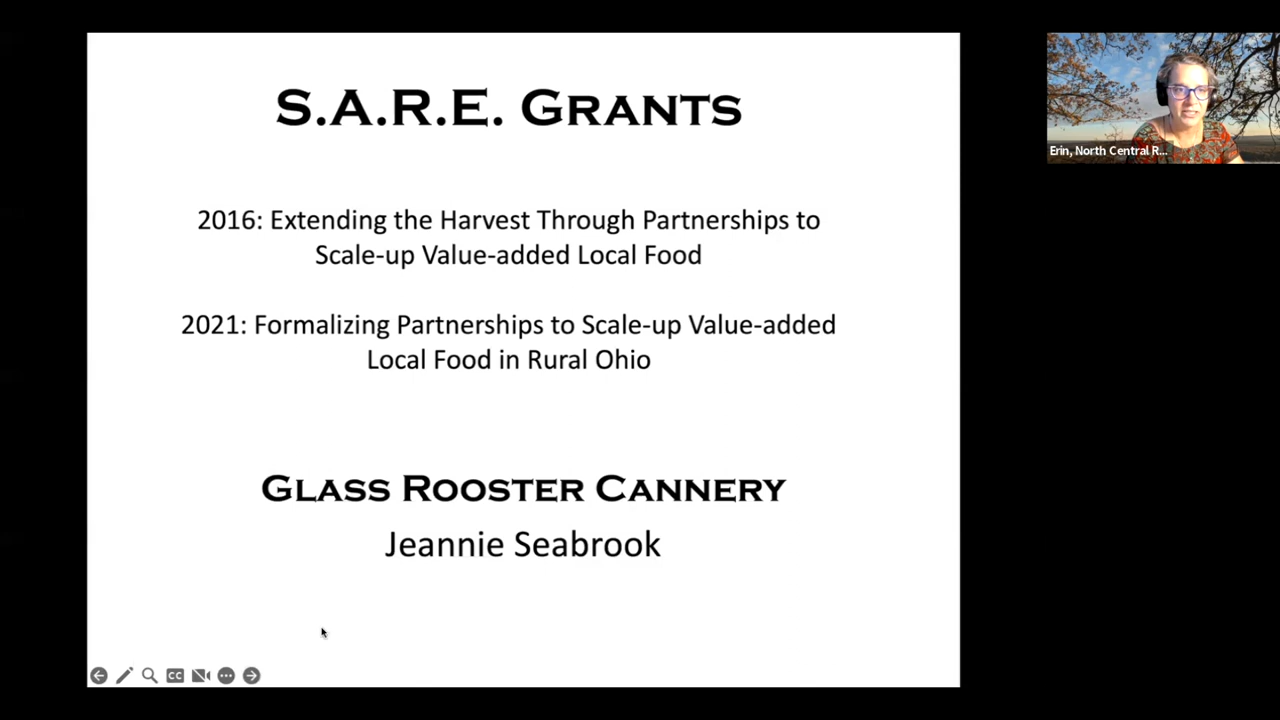 S.A.R.E. GRANTS
2016: Extending the Harvest Through Partnerships to
Scale-up Value-added Local Food
2021: Formalizing Partnerships to Scale-up Value-added
Local Food in Rural Ohio
GLASS ROOSTER CANNERY
Jeannie Seabrook
Erin, North Central R...
CC